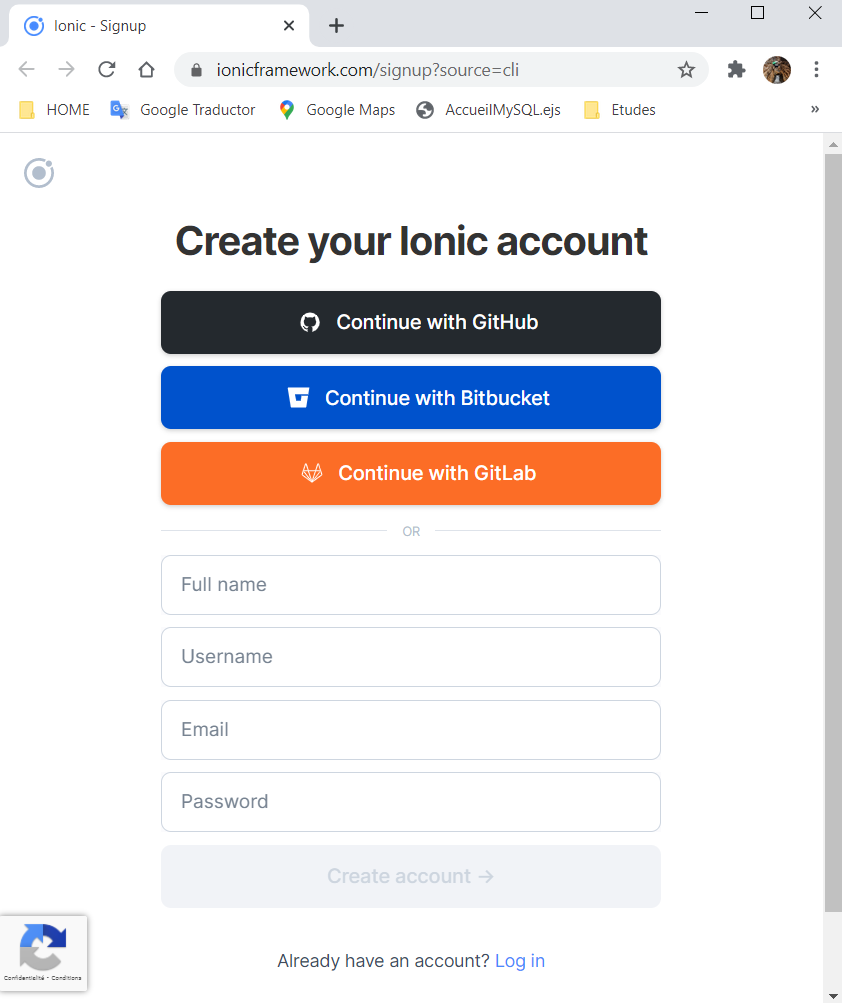 Ionic - Signup
ionicframework.com/signup?source=cli
HOME Google Traductor Google Maps AccueilMySQL.ejs Etudes »
Create your Ionic account
Continue with GitHub
Continue with Bitbucket
Continue with GitLab
OR
Full name
Username
Email
Password
Create account →
Confidentialité - Conditions
Already have an account? Log in